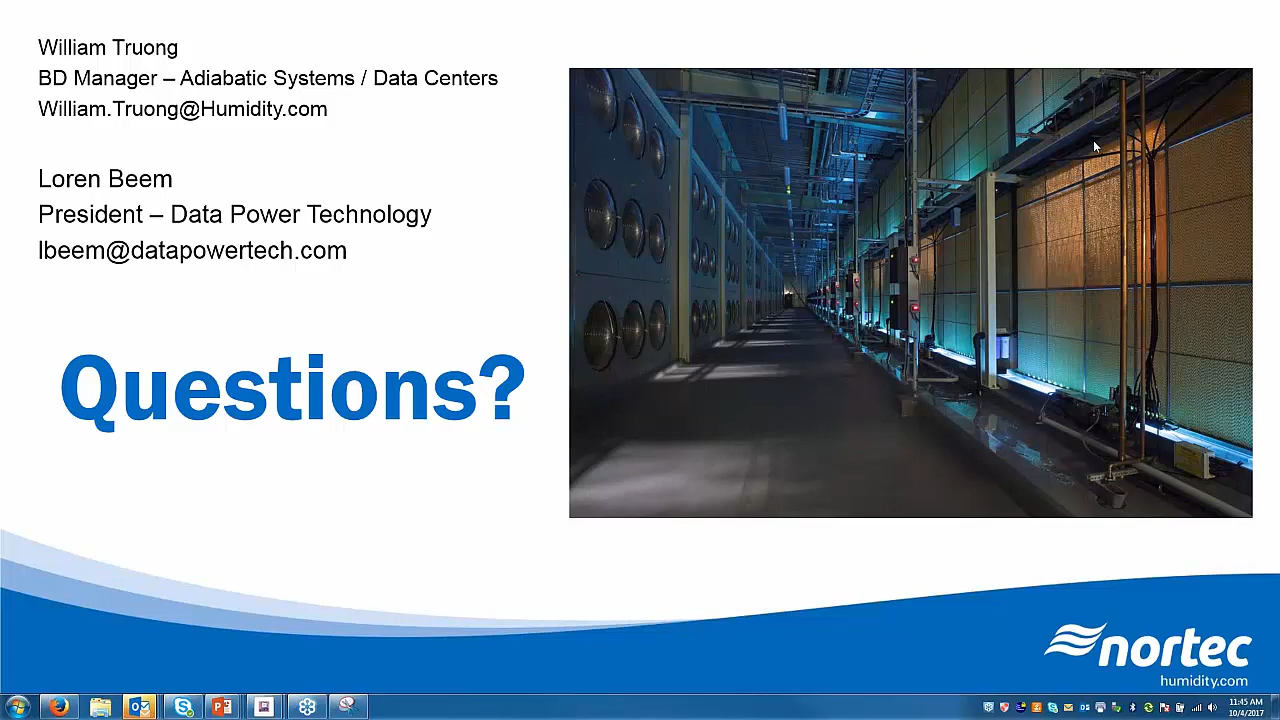 William Truong
BD Manager – Adiabatic Systems / Data Centers
William.Truong@Humidity.com
Loren Beem
President – Data Power Technology
lbeem@datapowertech.com
Questions?
nortec
humidity.com
11:45 AM
10/4/2017